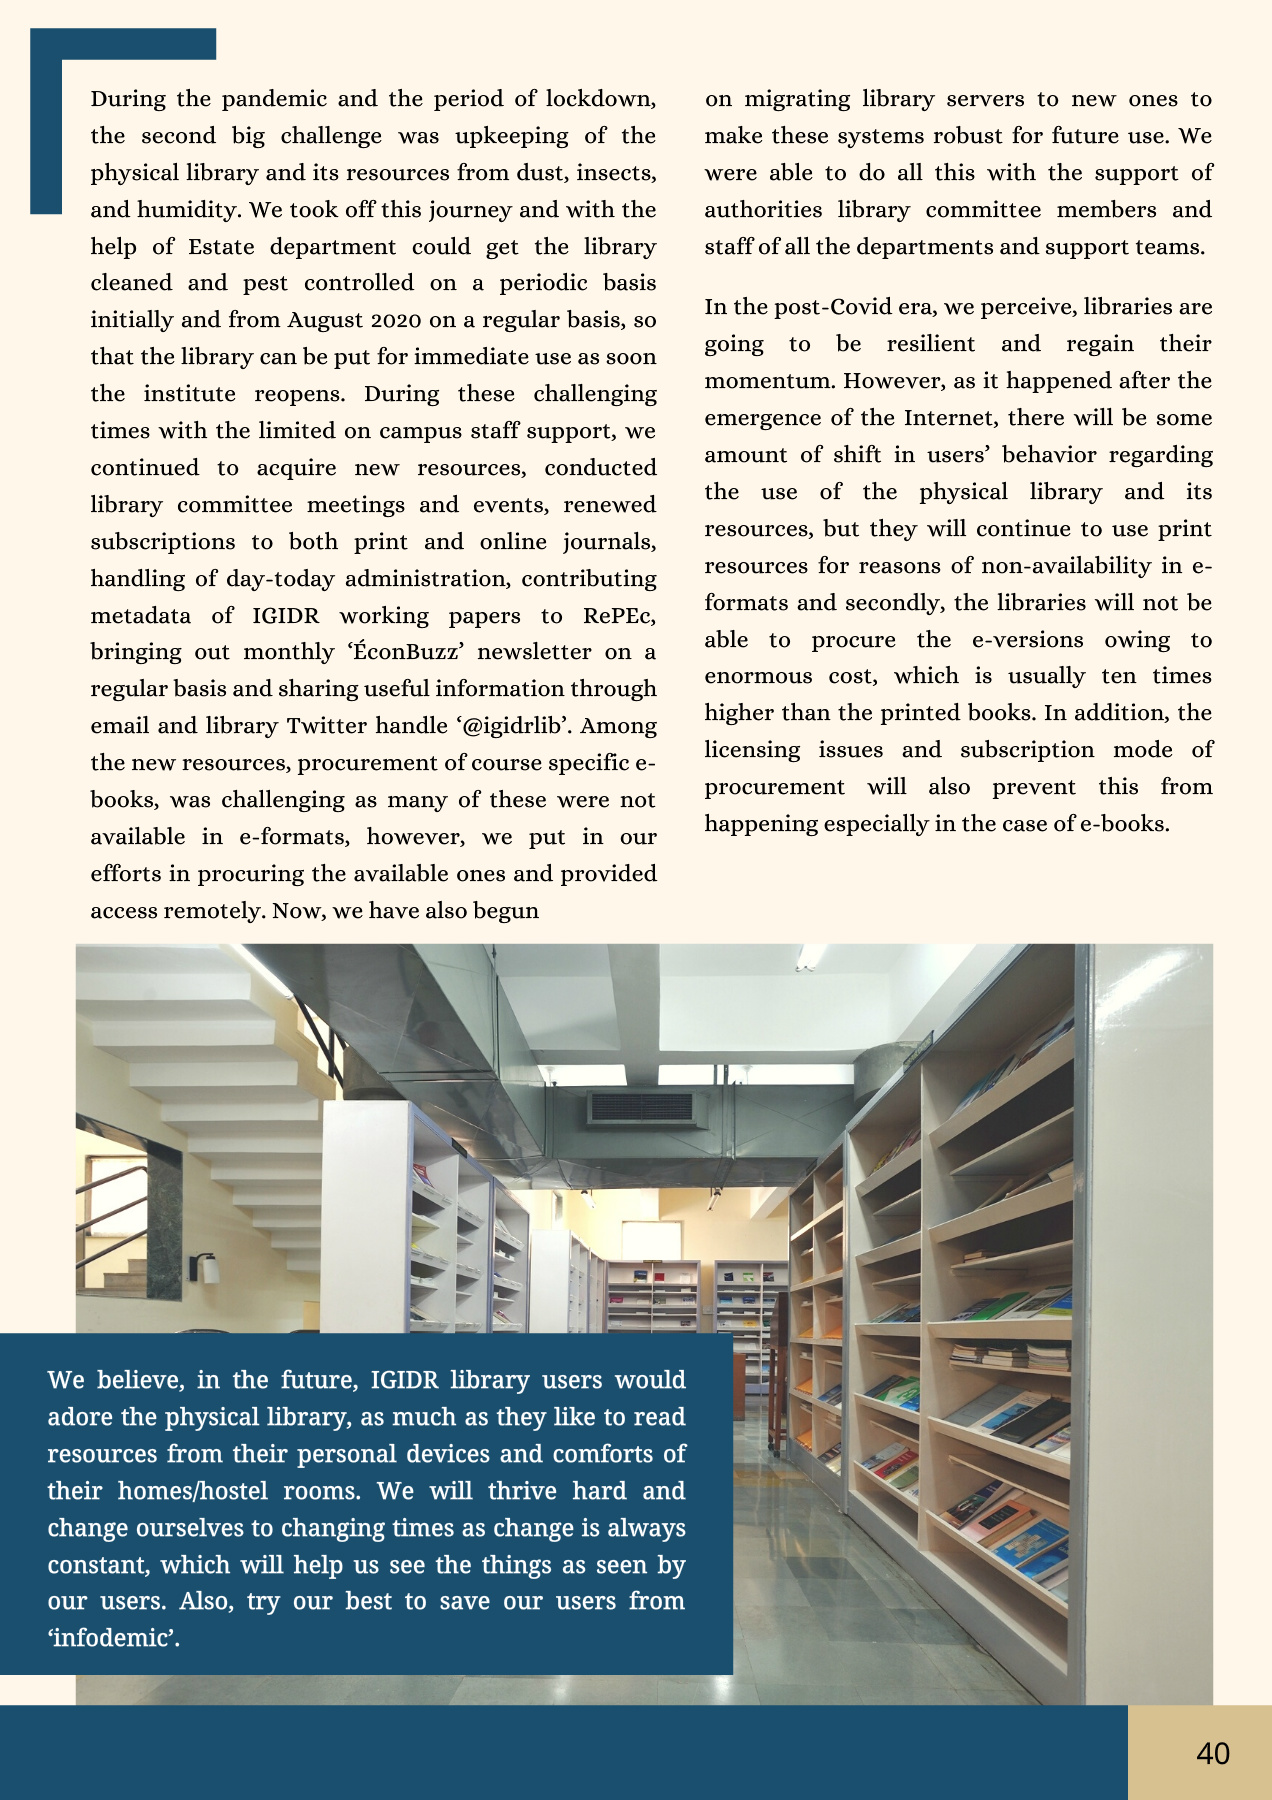 During the pandemic and the period of lockdown,
the second big challenge was upkeeping of the
physical library and its resources from dust, insects,
and humidity. We took off this journey and with the
help of Estate department could get the library
cleaned and pest controlled on a periodic basis
initially and from August 2020 on a regular basis, so
that the library can be put for immediate use as soon
the institute reopens. During these challenging
times with the limited on campus staff support, we
continued to acquire new resources, conducted
library committee meetings and events, renewed
subscriptions to both print and online journals,
handling of day-today administration, contributing
metadata of IGIDR working papers to RePEc,
bringing out monthly ‘ÉconBuzz’ newsletter on a
regular basis and sharing useful information through
email and library Twitter handle ‘@igidrlib’. Among
the new resources, procurement of course specific e-
books, was challenging as many of these were not
available in e-formats, however, we put in our
efforts in procuring the available ones and provided
access remotely. Now, we have also begun
on migrating library servers to new ones to
make these systems robust for future use. We
were able to do all this with the support of
authorities library committee members and
staff of all the departments and support teams.
In the post-Covid era, we perceive, libraries are
going to be resilient and regain their
momentum. However, as it happened after the
emergence of the Internet, there will be some
amount of shift in users’ behavior regarding
the use of the physical library and its
resources, but they will continue to use print
resources for reasons of non-availability in e-
formats and secondly, the libraries will not be
able to procure the e-versions owing to
enormous cost, which is usually ten times
higher than the printed books. In addition, the
licensing issues and subscription mode of
procurement will also prevent this from
happening especially in the case of e-books.
We believe, in the future, IGIDR library users would
adore the physical library, as much as they like to read
resources from their personal devices and comforts of
their homes/hostel rooms. We will thrive hard and
change ourselves to changing times as change is always
constant, which will help us see the things as seen by
our users. Also, try our best to save our users from
‘infodemic’.
40